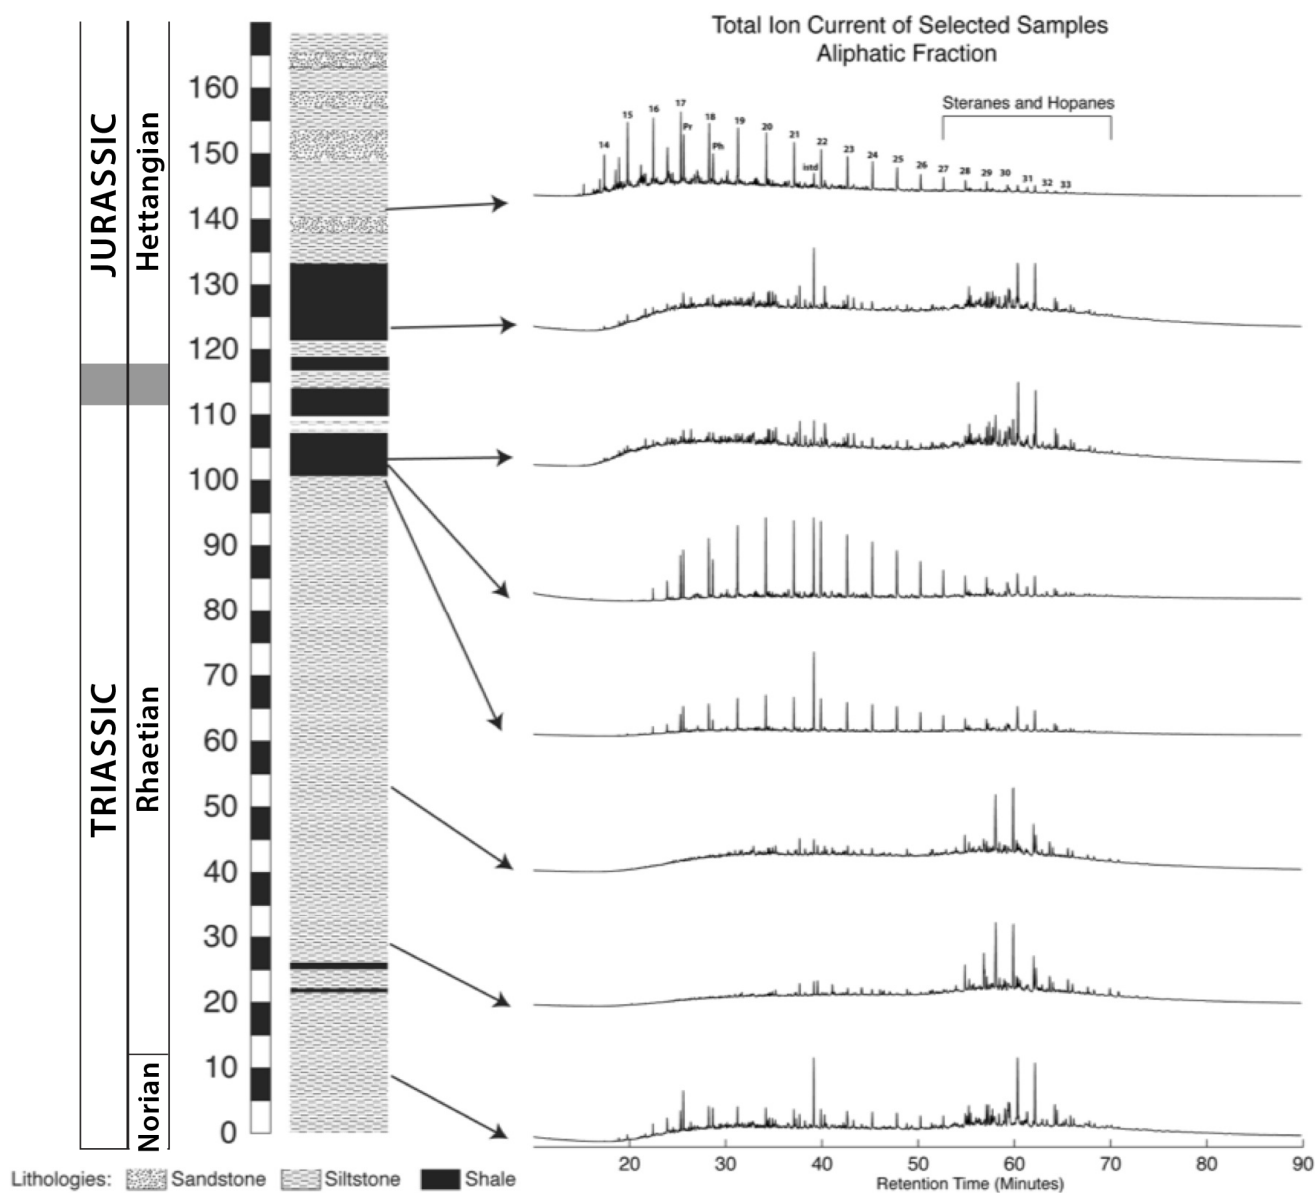 Total Ion Current of Selected Samples
Aliphatic Fraction
Steranes and Hopanes
14 15 16 17 Pr 18 Ph 19 20 21 istd 22 23 24 25 26 27 28 29 30 31 32 33
JURASSIC
Hettangian
TRIASSIC
Rhaetian
Norian
160
150
140
130
120
110
100
90
80
70
60
50
40
30
20
10
0
20 30 40 50 60 70 80 90
Retention Time (Minutes)
Lithologies: Sandstone Siltstone Shale